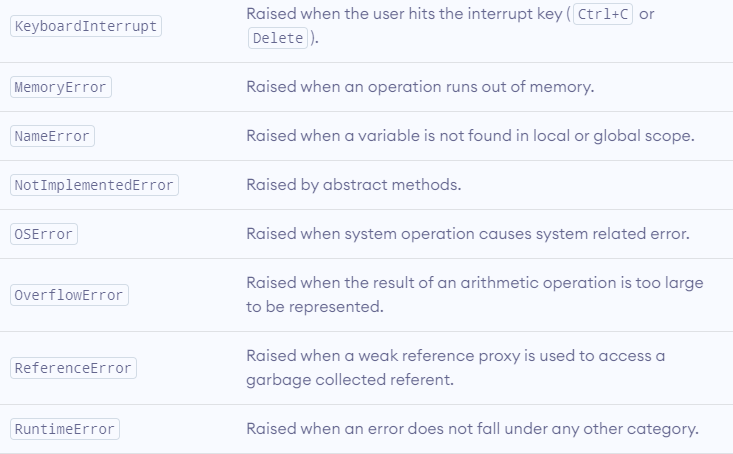 KeyboardInterrupt
Raised when the user hits the interrupt key ( Ctrl+C or
Delete ).
MemoryError
Raised when an operation runs out of memory.
NameError
Raised when a variable is not found in local or global scope.
NotImplementedError
Raised by abstract methods.
OSError
Raised when system operation causes system related error.
OverflowError
Raised when the result of an arithmetic operation is too large
to be represented.
ReferenceError
Raised when a weak reference proxy is used to access a
garbage collected referent.
RuntimeError
Raised when an error does not fall under any other category.